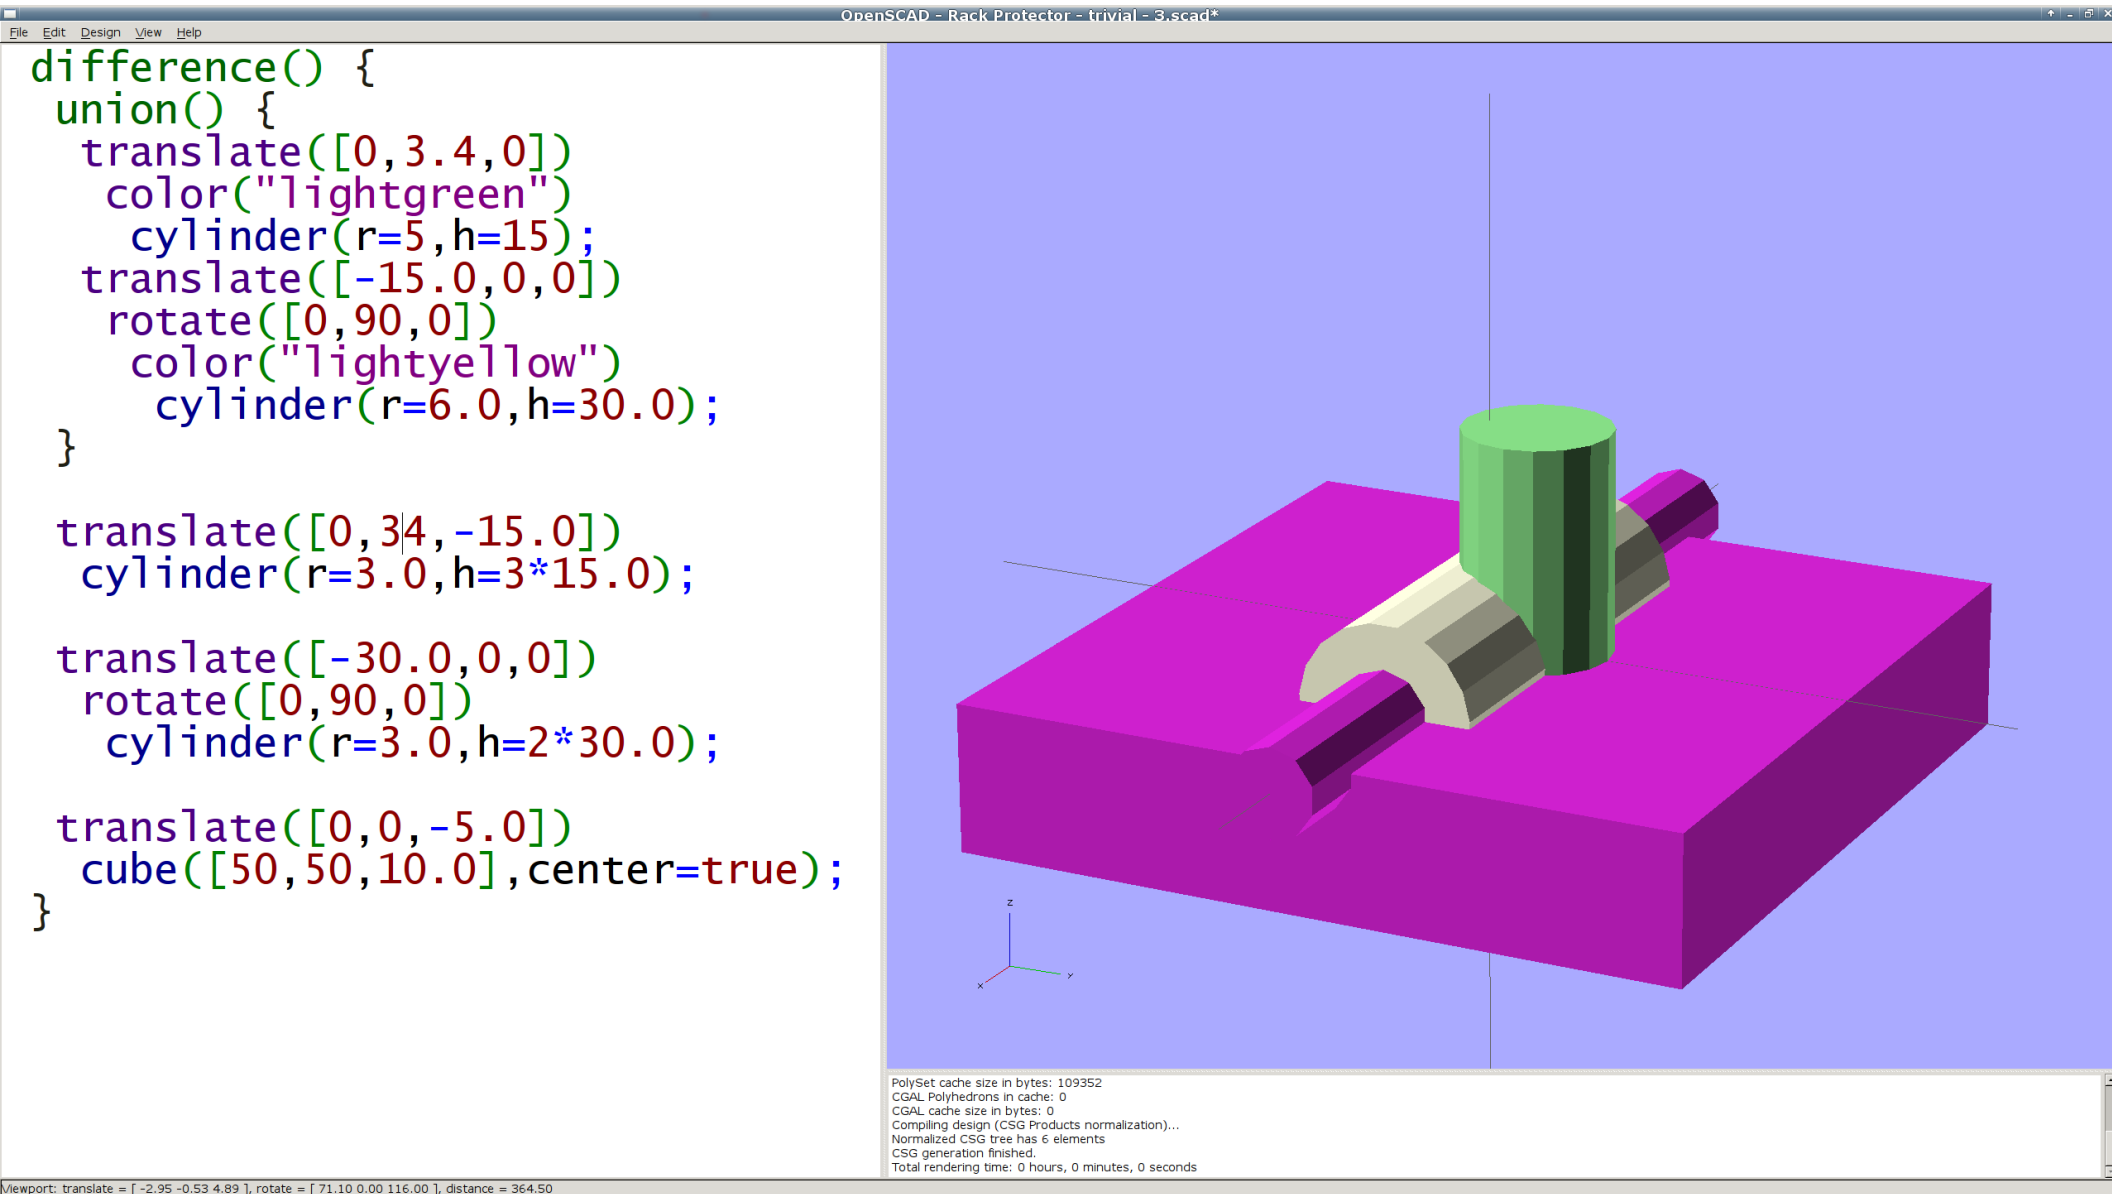 OpenSCAD - Rack Protector - trivial - 3.scad*
File Edit Design View Help
difference() {
union() {
translate([0,3.4,0])
color("lightgreen")
cylinder(r=5,h=15);
translate([-15.0,0,0])
rotate([0,90,0])
color("lightyellow")
cylinder(r=6.0,h=30.0);
}
translate([0,34,-15.0])
cylinder(r=3.0,h=3*15.0);
translate([-30.0,0,0])
rotate([0,90,0])
cylinder(r=3.0,h=2*30.0);
translate([0,0,-5.0])
cube([50,50,10.0],center=true);
}
z
x
y
PolySet cache size in bytes: 109352
CGAL Polyhedrons in cache: 0
CGAL cache size in bytes: 0
Compiling design (CSG Products normalization)...
Normalized CSG tree has 6 elements
CSG generation finished.
Total rendering time: 0 hours, 0 minutes, 0 seconds
Viewport: translate = [ -2.95 -0.53 4.89 ], rotate = [ 71.10 0.00 116.00 ], distance = 364.50